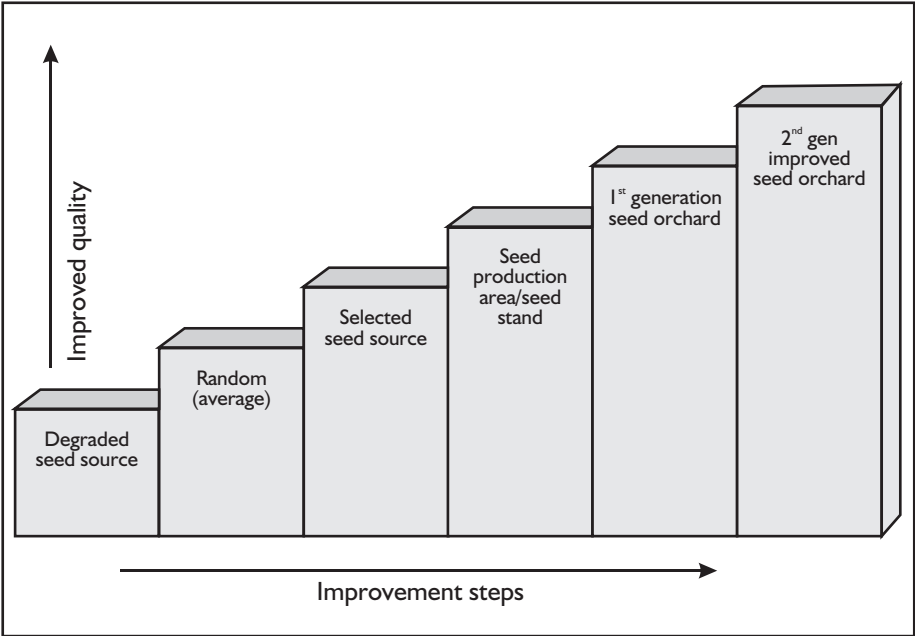 Improved quality
Degraded
seed source
Random
(average)
Selected
seed source
Seed
production
area/seed
stand
1st generation
seed orchard
2nd gen
improved
seed orchard
Improvement steps